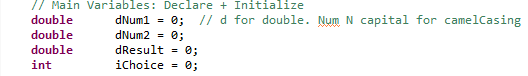 // Main Variables: Declare + Initialize
double dNum1 = 0; // d for double. Num N capital for camelCasing
double dNum2 = 0;
double dResult = 0;
int iChoice = 0;